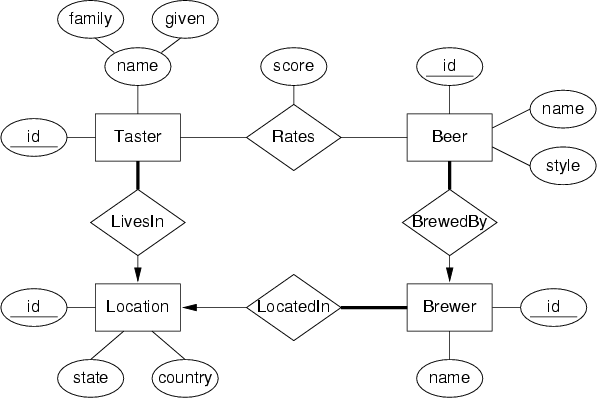 family
given
name
score
id
id
Taster
Rates
Beer
name
style
LivesIn
BrewedBy
id
Location
LocatedIn
Brewer
id
state
country
name